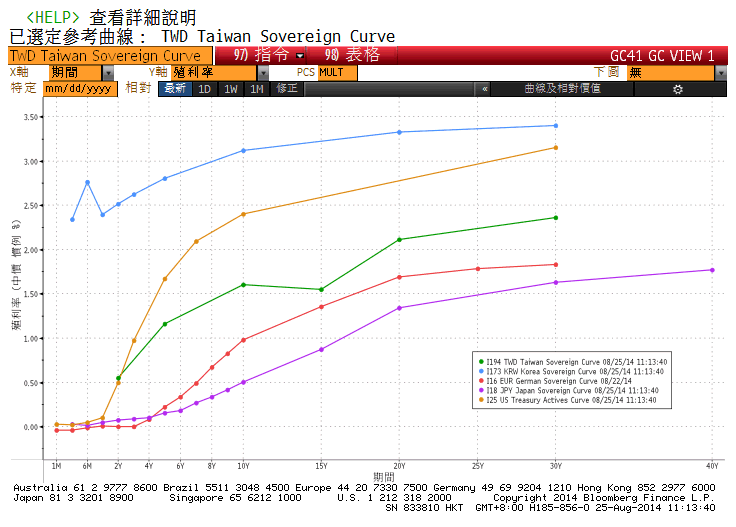 <HELP> 查看詳細說明
已選定參考曲線： TWD Taiwan Sovereign Curve
TWD Taiwan Sovereign Curve 97) 指令 98) 表格 GC41 GC VIEW 1
X軸 期間 Y軸 殖利率 PCS MULT 下圖 無
特定 mm/dd/yyyy 相對 最新 1D 1W 1M 修正 « 曲線及相對價值
3.50
3.00
2.50
2.00
1.50
1.00
0.50
0.00
殖利率 (中價 慣例 %)
I194 TWD Taiwan Sovereign Curve 08/25/14 11:13:40
I173 KRW Korea Sovereign Curve 08/25/14 11:13:40
I16 EUR German Sovereign Curve 08/22/14
I18 JPY Japan Sovereign Curve 08/25/14 11:13:40
I25 US Treasury Actives Curve 08/25/14 11:13:40
1M 6M 2Y 4Y 6Y 8Y 10Y 15Y 20Y 25Y 30Y 40Y
期間
Australia 61 2 9777 8600 Brazil 5511 3048 4500 Europe 44 20 7330 7500 Germany 49 69 9204 1210 Hong Kong 852 2977 6000
Japan 81 3 3201 8900 Singapore 65 6212 1000 U.S. 1 212 318 2000 Copyright 2014 Bloomberg Finance L.P.
SN 833810 HKT GMT+8:00 H185-856-0 25-Aug-2014 11:13:40